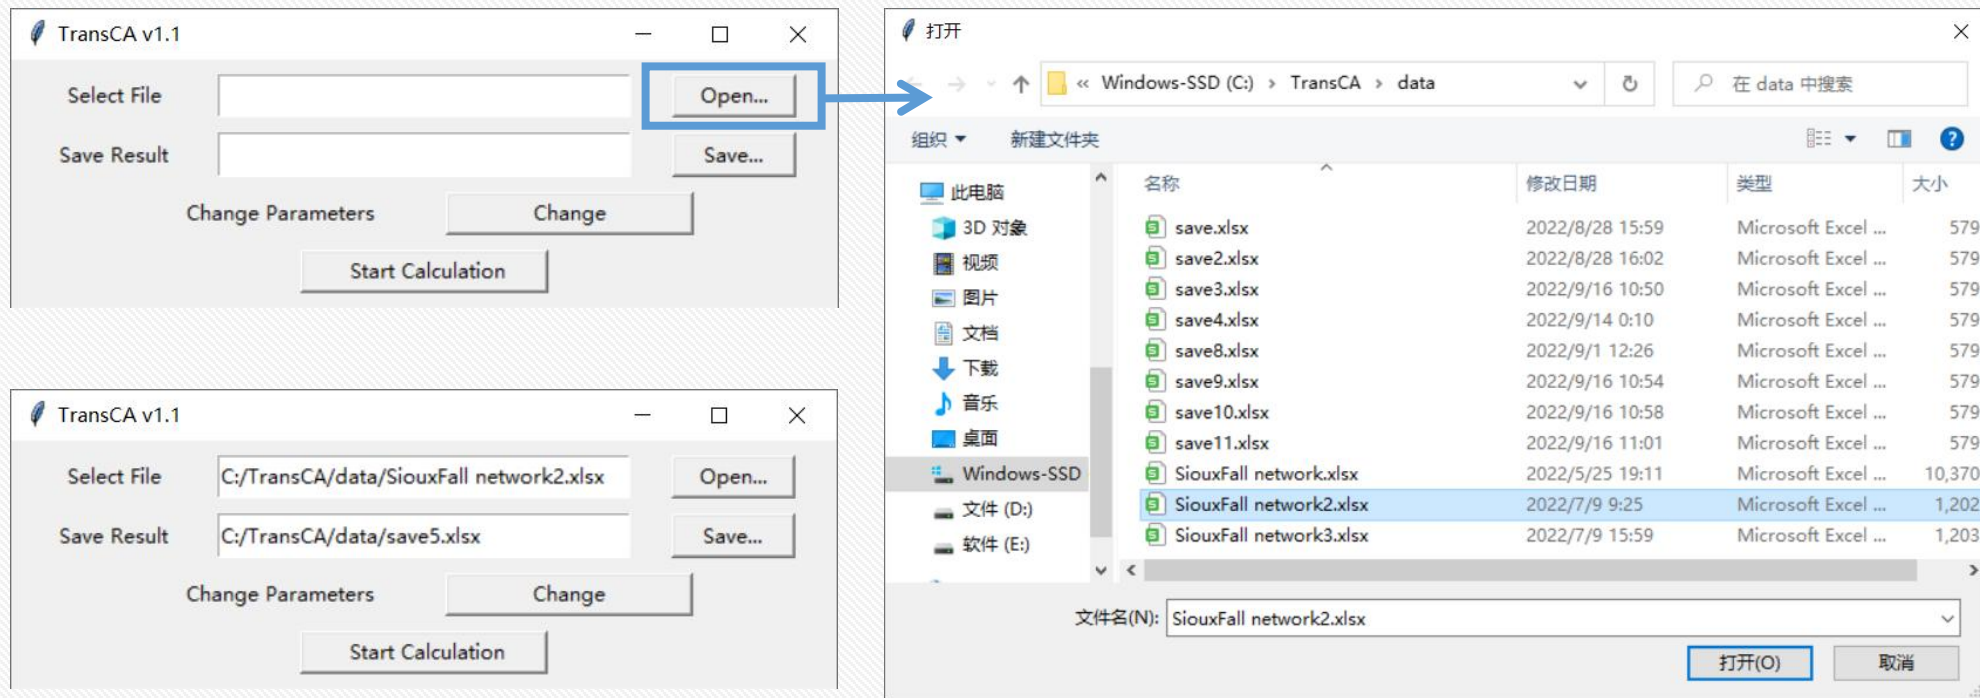 TransCA v1.1
Select File
Open...
Save Result
Save...
Change Parameters
Change
Start Calculation
TransCA v1.1
Select File
C:/TransCA/data/SiouxFall network2.xlsx
Open...
Save Result
C:/TransCA/data/save5.xlsx
Save...
Change Parameters
Change
Start Calculation
打开
« Windows-SSD (C:) › TransCA › data
在 data 中搜索
组织
新建文件夹
此电脑
3D 对象
视频
图片
文档
下载
音乐
桌面
Windows-SSD
文件 (D:)
软件 (E:)
名称 修改日期 类型 大小
save.xlsx 2022/8/28 15:59 Microsoft Excel ... 579
save2.xlsx 2022/8/28 16:02 Microsoft Excel ... 579
save3.xlsx 2022/9/16 10:50 Microsoft Excel ... 579
save4.xlsx 2022/9/14 0:10 Microsoft Excel ... 579
save8.xlsx 2022/9/1 12:26 Microsoft Excel ... 579
save9.xlsx 2022/9/16 10:54 Microsoft Excel ... 579
save10.xlsx 2022/9/16 10:58 Microsoft Excel ... 579
save11.xlsx 2022/9/16 11:01 Microsoft Excel ... 579
SiouxFall network.xlsx 2022/5/25 19:11 Microsoft Excel ... 10,370
SiouxFall network2.xlsx 2022/7/9 9:25 Microsoft Excel ... 1,202
SiouxFall network3.xlsx 2022/7/9 15:59 Microsoft Excel ... 1,203
文件名(N): SiouxFall network2.xlsx
打开(O)
取消